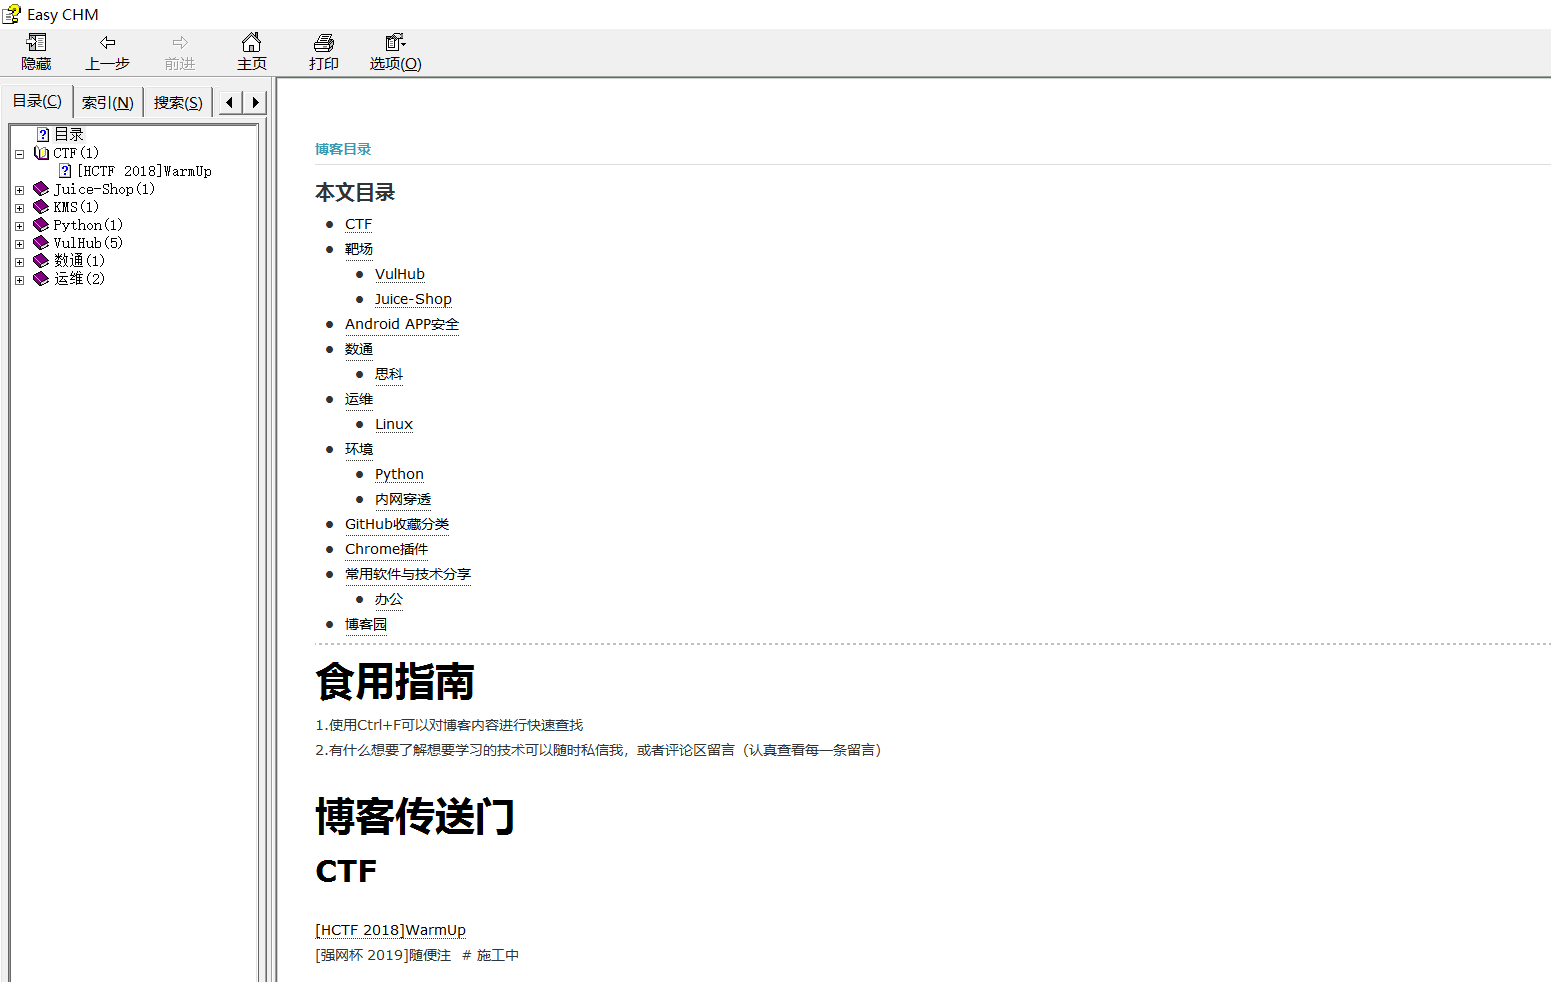 Easy CHM
隐藏 上一步 前进 主页 打印 选项(O)
目录(C) 索引(N) 搜索(S)
目录
CTF(1)
[HCTF 2018]WarmUp
Juice-Shop(1)
KMS(1)
Python(1)
VulHub(5)
数通(1)
运维(2)
博客目录
本文目录
CTF
靶场
VulHub
Juice-Shop
Android APP安全
数通
思科
运维
Linux
环境
Python
内网穿透
GitHub收藏分类
Chrome插件
常用软件与技术分享
办公
博客园
食用指南
1.使用Ctrl+F可以对博客内容进行快速查找
2.有什么想要了解想要学习的技术可以随时私信我，或者评论区留言（认真查看每一条留言）
博客传送门
CTF
[HCTF 2018]WarmUp
[强网杯 2019]随便注  # 施工中